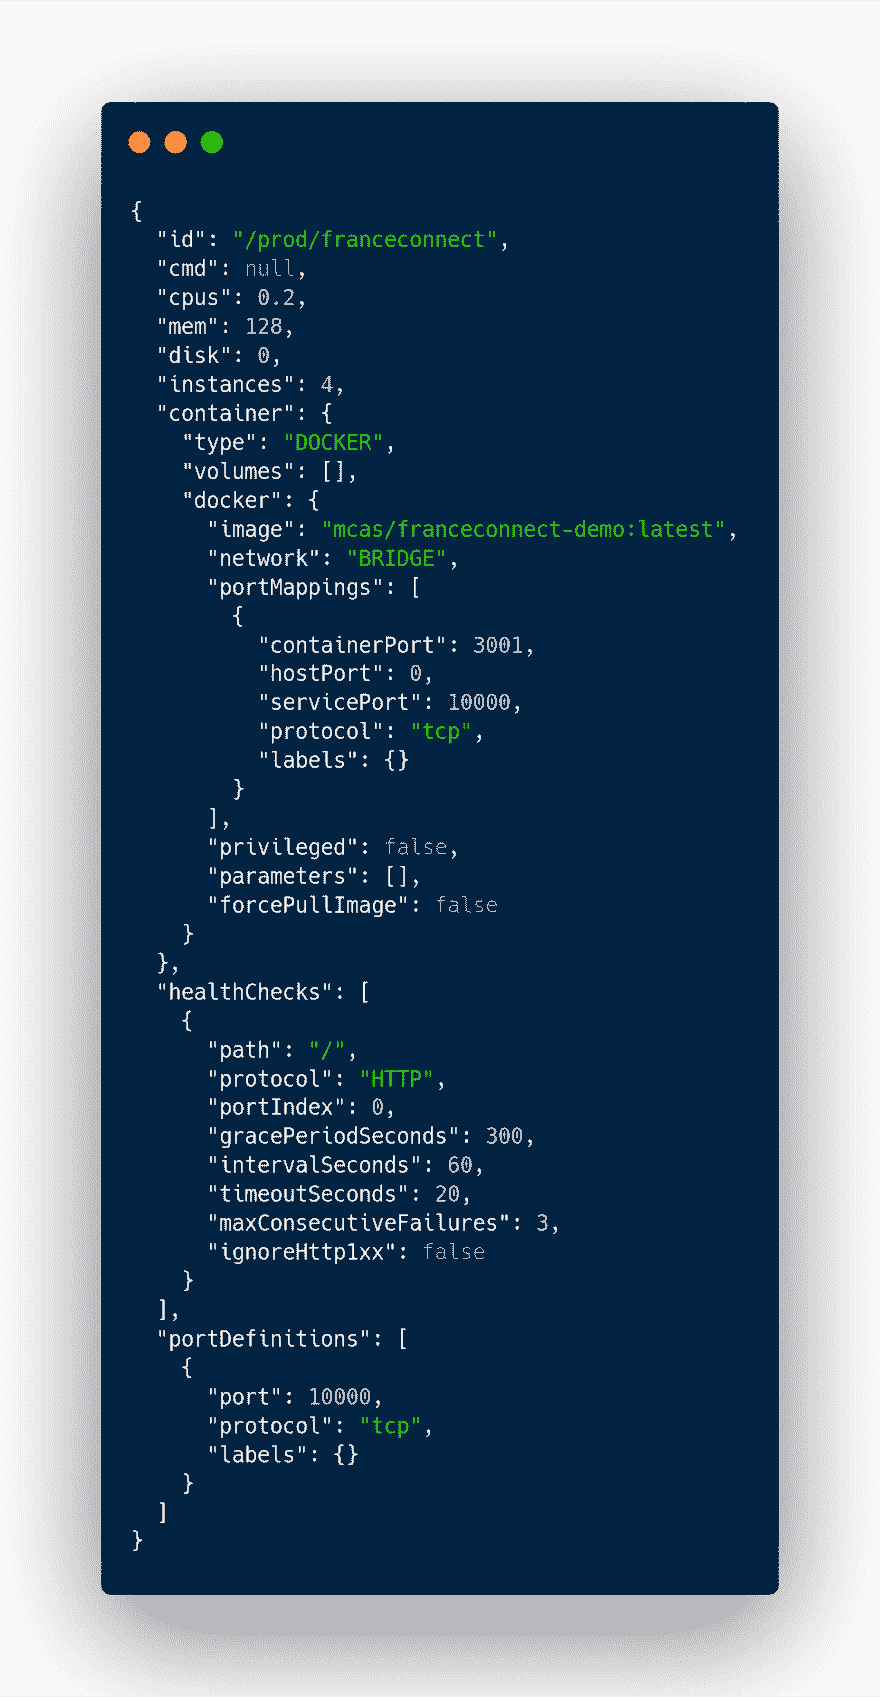 {
  "id": "/prod/franceconnect",
  "cmd": null,
  "cpus": 0.2,
  "mem": 128,
  "disk": 0,
  "instances": 4,
  "container": {
    "type": "DOCKER",
    "volumes": [],
    "docker": {
      "image": "mcas/franceconnect-demo:latest",
      "network": "BRIDGE",
      "portMappings": [
        {
          "containerPort": 3001,
          "hostPort": 0,
          "servicePort": 10000,
          "protocol": "tcp",
          "labels": {}
        }
      ],
      "privileged": false,
      "parameters": [],
      "forcePullImage": false
    }
  },
  "healthChecks": [
    {
      "path": "/",
      "protocol": "HTTP",
      "portIndex": 0,
      "gracePeriodSeconds": 300,
      "intervalSeconds": 60,
      "timeoutSeconds": 20,
      "maxConsecutiveFailures": 3,
      "ignoreHttp1xx": false
    }
  ],
  "portDefinitions": [
    {
      "port": 10000,
      "protocol": "tcp",
      "labels": {}
    }
  ]
}